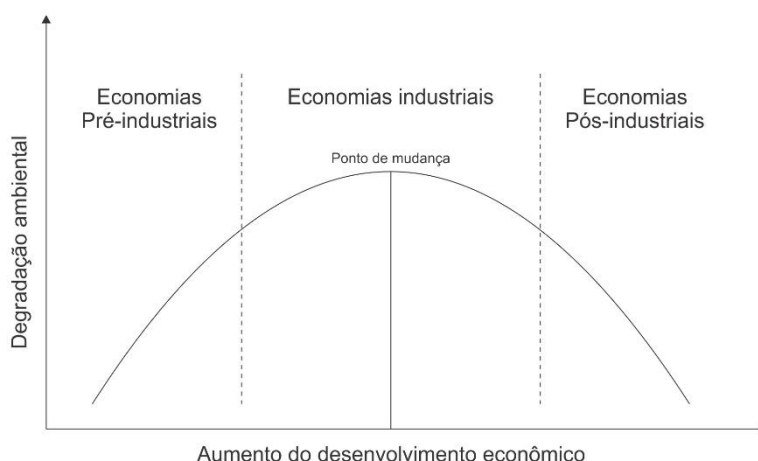 Economias
Pré-industriais
Economias industriais
Economias
Pós-industriais
Ponto de mudança
Degradação ambiental
Aumento do desenvolvimento econômico